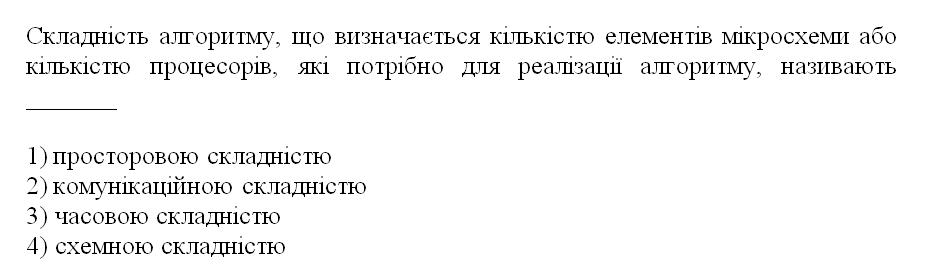 Складність алгоритму, що визначається кількістю елементів мікросхеми або
кількістю процесорів, які потрібно для реалізації алгоритму, називають
_______
1) просторовою складністю
2) комунікаційною складністю
3) часовою складністю
4) схемною складністю